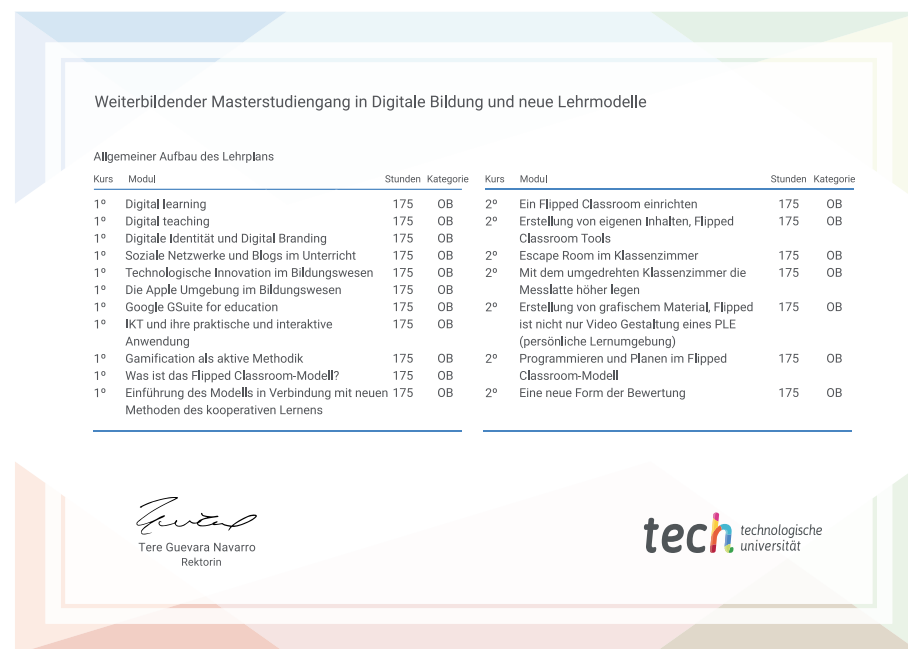 Weiterbildender Masterstudiengang in Digitale Bildung und neue Lehrmodelle
Allgemeiner Aufbau des Lehrplans
Kurs Modul Stunden Kategorie
1º Digital learning 175 OB
1º Digital teaching 175 OB
1º Digitale Identität und Digital Branding 175 OB
1º Soziale Netzwerke und Blogs im Unterricht 175 OB
1º Technologische Innovation im Bildungswesen 175 OB
1º Die Apple Umgebung im Bildungswesen 175 OB
1º Google GSuite for education 175 OB
1º IKT und ihre praktische und interaktive 175 OB
Anwendung
1º Gamification als aktive Methodik 175 OB
1º Was ist das Flipped Classroom-Modell? 175 OB
1º Einführung des Modells in Verbindung mit neuen 175 OB
Methoden des kooperativen Lernens
Kurs Modul Stunden Kategorie
2º Ein Flipped Classroom einrichten 175 OB
2º Erstellung von eigenen Inhalten, Flipped 175 OB
Classroom Tools
2º Escape Room im Klassenzimmer 175 OB
2º Mit dem umgedrehten Klassenzimmer die 175 OB
Messlatte höher legen
2º Erstellung von grafischem Material, Flipped 175 OB
ist nicht nur Video Gestaltung eines PLE
(persönliche Lernumgebung)
2º Programmieren und Planen im Flipped 175 OB
Classroom-Modell
2º Eine neue Form der Bewertung 175 OB
Tere Guevara Navarro
Rektorin
tech technologische
universität